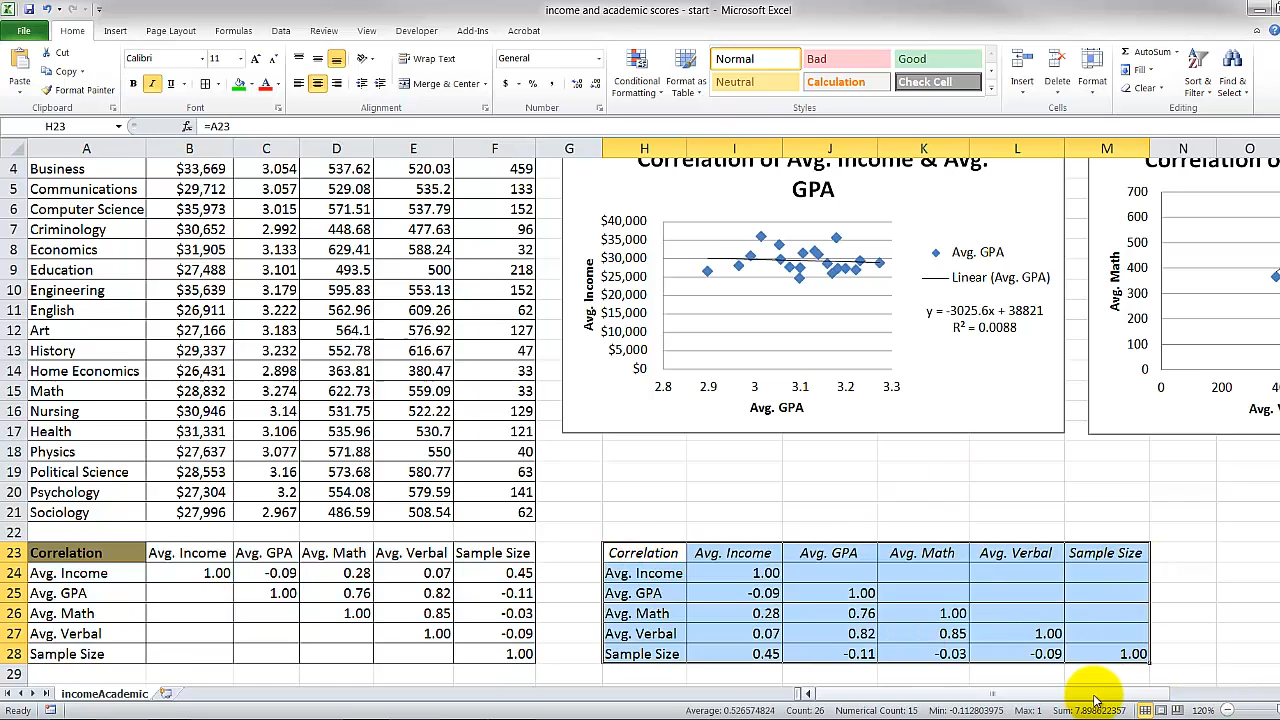 income and academic scores - start - Microsoft Excel
File Home Insert Page Layout Formulas Data Review View Developer Add-Ins Acrobat
Paste Cut Copy Format Painter Clipboard
Calibri 11 B I U Font
Wrap Text Merge & Center Alignment
General $ % , Number
Conditional Formatting Format as Table
Normal Bad Good
Neutral Calculation Check Cell
Styles
Insert Delete Format Cells
AutoSum Fill Clear Sort & Filter Find & Select Editing
H23 fx =A23
A B C D E F G H I J K L M N O
4 Business $33,669 3.054 537.62 520.03 459
5 Communications $29,712 3.057 529.08 535.2 133
6 Computer Science $35,973 3.015 571.51 537.79 152
7 Criminology $30,652 2.992 448.68 477.63 96
8 Economics $31,905 3.133 629.41 588.24 32
9 Education $27,488 3.101 493.5 500 218
10 Engineering $31,159 3.139 595.83 553.13 152
11 English $26,911 3.222 562.96 609.26 62
12 Art $27,166 3.183 564.1 576.92 127
13 History $29,337 3.232 552.78 616.67 47
14 Home Economics $26,431 2.898 363.81 380.47 33
15 Math $28,832 3.274 622.73 559.09 33
16 Nursing $30,946 3.14 531.75 522.22 129
17 Health $31,331 3.106 535.96 530.7 121
18 Physics $27,637 3.077 571.88 550 40
19 Political Science $28,553 3.16 573.68 580.77 63
20 Psychology $27,304 3.2 554.08 579.59 141
21 Sociology $27,996 2.967 486.59 508.54 62
22
23 Correlation Avg. Income Avg. GPA Avg. Math Avg. Verbal Sample Size
24 Avg. Income 1.00 -0.09 0.28 0.07 0.45
25 Avg. GPA 1.00 0.76 0.82 -0.11
26 Avg. Math 1.00 0.85 -0.03
27 Avg. Verbal 1.00 -0.09
28 Sample Size 1.00
29
Correlation of Avg. Income & Avg. GPA
$40,000
$35,000
$30,000
$25,000
$20,000
$15,000
$10,000
$5,000
$0
2.8 2.9 3 3.1 3.2 3.3
Avg. Income
Avg. GPA
Avg. GPA
Linear (Avg. GPA)
y = -3025.6x + 38821
R² = 0.0088
Correlation o
700
600
500
400
300
200
100
0
0 200 400
Avg. Math
Avg. V
Correlation Avg. Income Avg. GPA Avg. Math Avg. Verbal Sample Size
Avg. Income 1.00
Avg. GPA -0.09 1.00
Avg. Math 0.28 0.76 1.00
Avg. Verbal 0.07 0.82 0.85 1.00
Sample Size 0.45 -0.11 -0.03 -0.09 1.00
incomeAcademic
Ready Average: 0.526574824 Count: 26 Numerical Count: 15 Min: -0.112803975 Max: 1 Sum: 7.898622357 120%